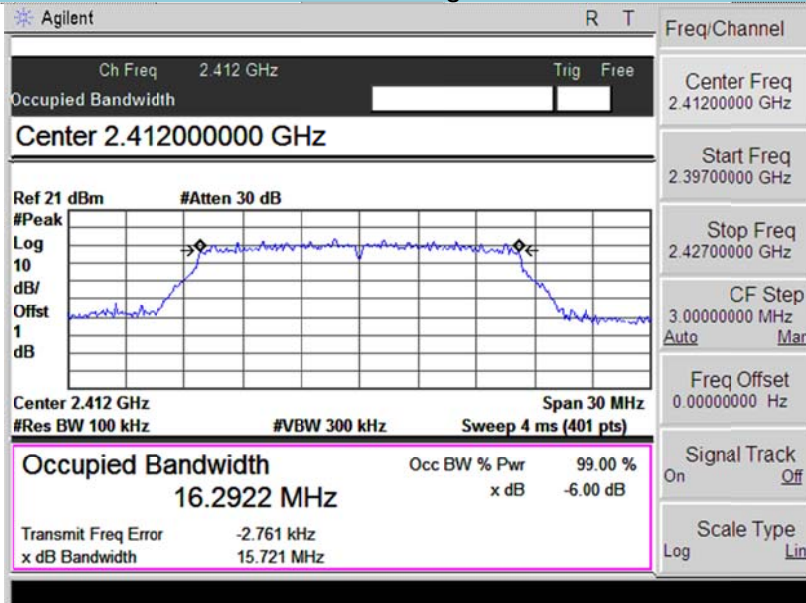 Agilent
R T
Ch Freq 2.412 GHz Trig Free
Occupied Bandwidth
Center 2.412000000 GHz
Ref 21 dBm #Atten 30 dB
#Peak
Log
10
dB/
Offst
1
dB
Center 2.412 GHz Span 30 MHz
#Res BW 100 kHz #VBW 300 kHz Sweep 4 ms (401 pts)
Occupied Bandwidth
16.2922 MHz
Occ BW % Pwr 99.00 %
x dB -6.00 dB
Transmit Freq Error -2.761 kHz
x dB Bandwidth 15.721 MHz
Freq/Channel
Center Freq
2.41200000 GHz
Start Freq
2.39700000 GHz
Stop Freq
2.42700000 GHz
CF Step
3.00000000 MHz
Auto Man
Freq Offset
0.00000000 Hz
Signal Track
On Off
Scale Type
Log Lin